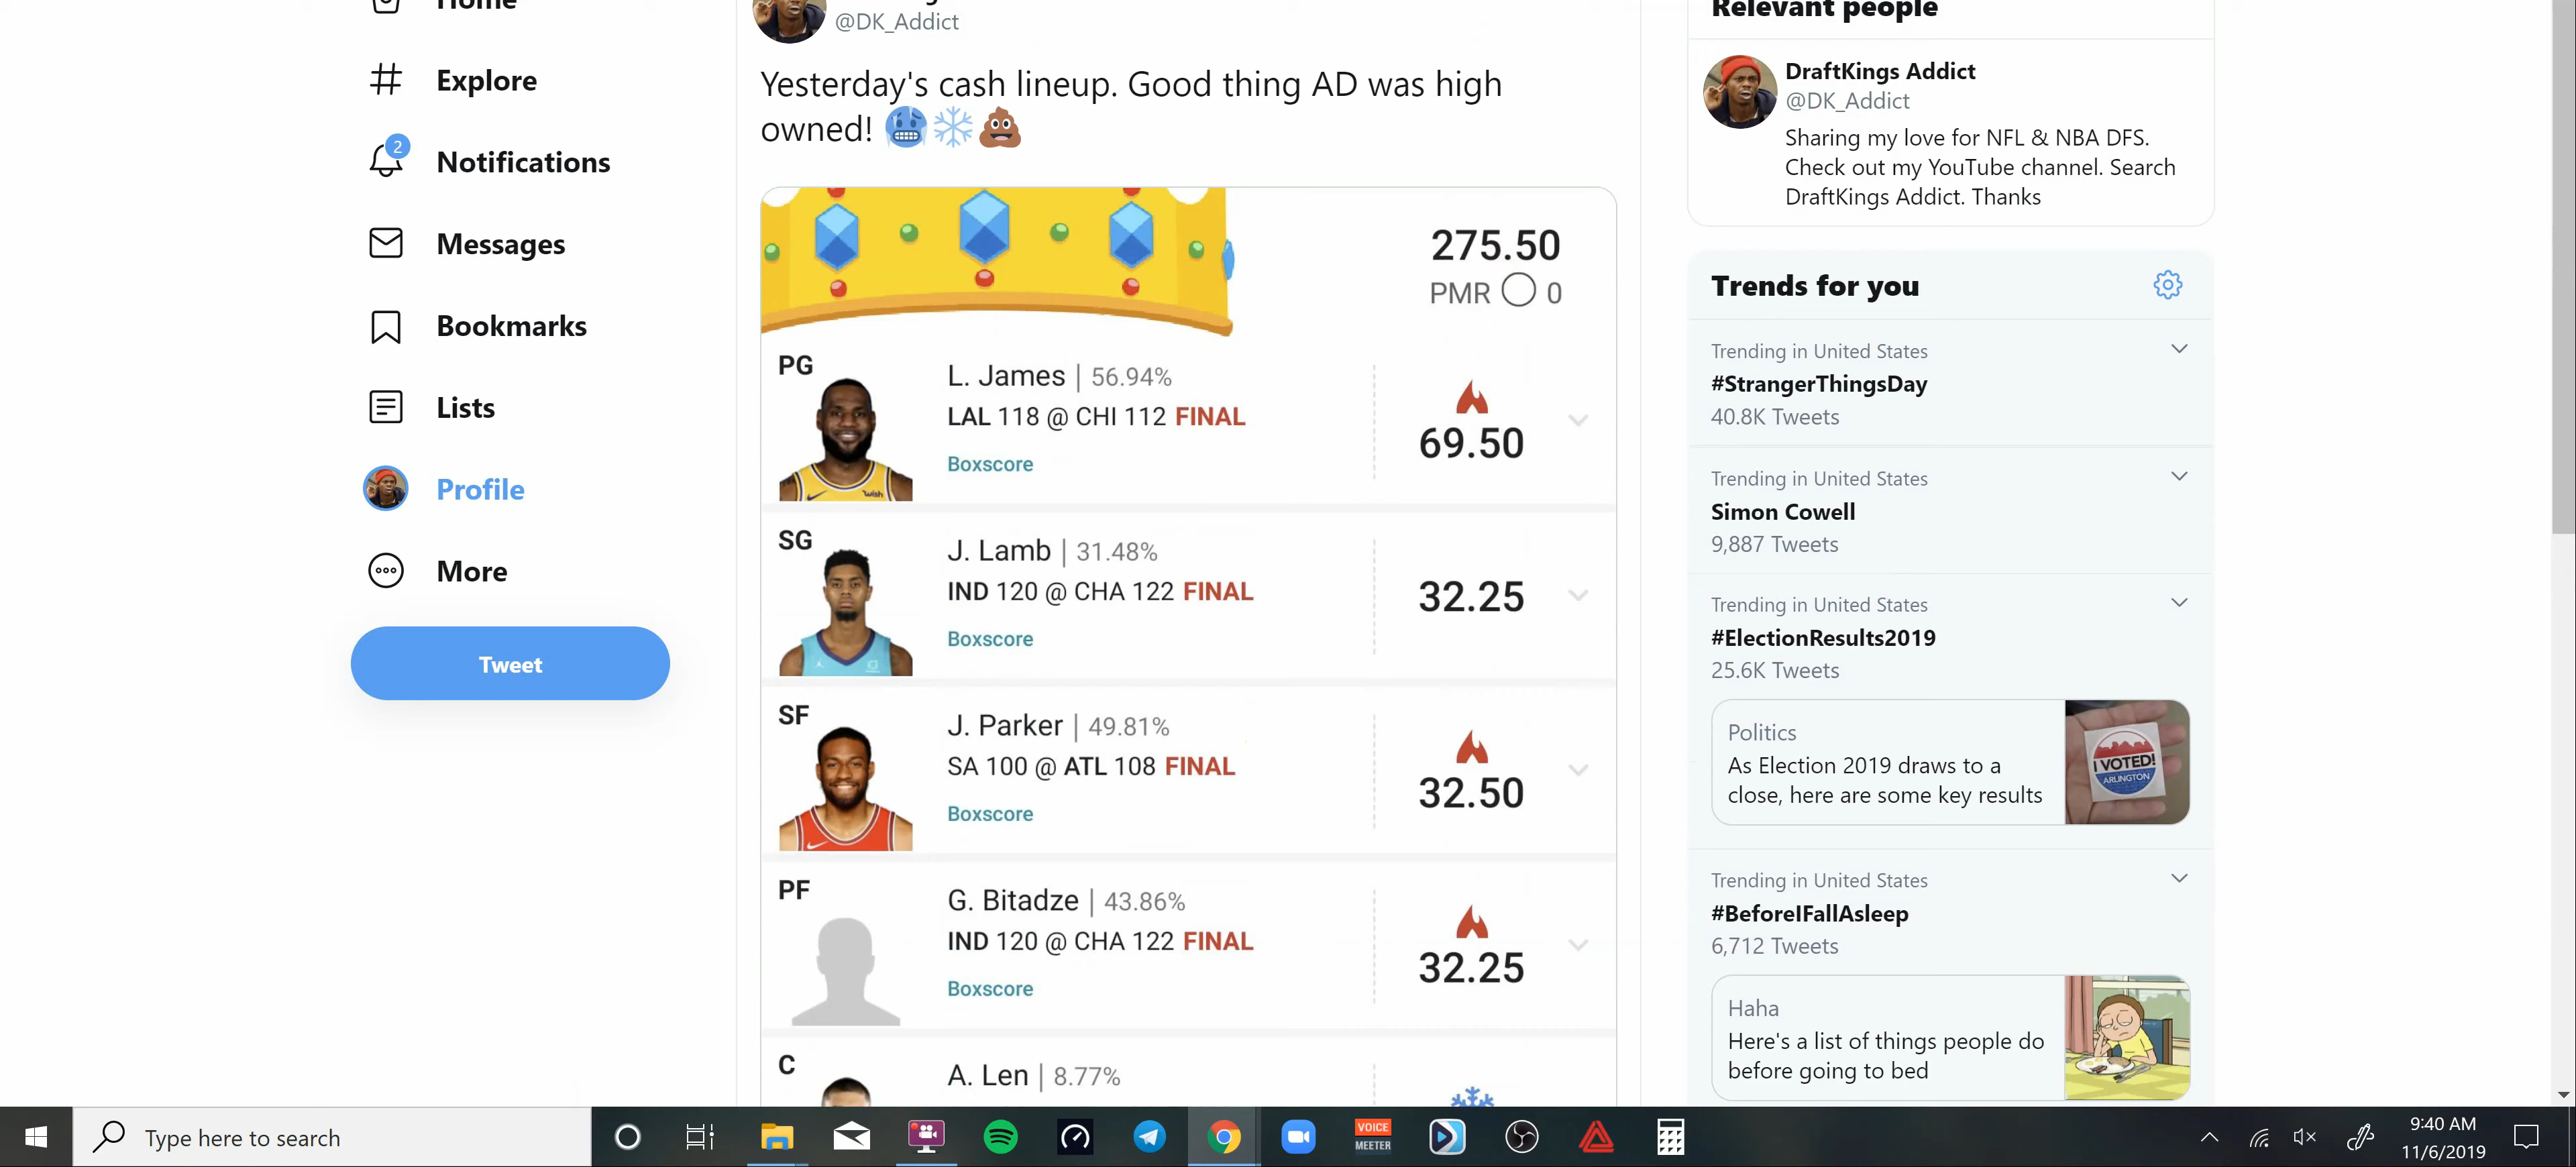 Home
Explore
2
Notifications
Messages
Bookmarks
Lists
Profile
More
Tweet
@DK_Addict
Yesterday's cash lineup. Good thing AD was high
owned! 🥶❄️💩
275.50
PMR 0
PG
L. James | 56.94%
LAL 118 @ CHI 112 FINAL
Boxscore
69.50
wish
SG
J. Lamb | 31.48%
IND 120 @ CHA 122 FINAL
Boxscore
32.25
SF
J. Parker | 49.81%
SA 100 @ ATL 108 FINAL
Boxscore
32.50
PF
G. Bitadze | 43.86%
IND 120 @ CHA 122 FINAL
Boxscore
32.25
C
A. Len | 8.77%
Relevant people
DraftKings Addict
@DK_Addict
Sharing my love for NFL & NBA DFS.
Check out my YouTube channel. Search
DraftKings Addict. Thanks
Trends for you
Trending in United States
#StrangerThingsDay
40.8K Tweets
Trending in United States
Simon Cowell
9,887 Tweets
Trending in United States
#ElectionResults2019
25.6K Tweets
Politics
As Election 2019 draws to a
close, here are some key results
I VOTED!
ARLINGTON
Trending in United States
#BeforeIFallAsleep
6,712 Tweets
Haha
Here's a list of things people do
before going to bed
Type here to search
VOICE
MEETER
9:40 AM
11/6/2019